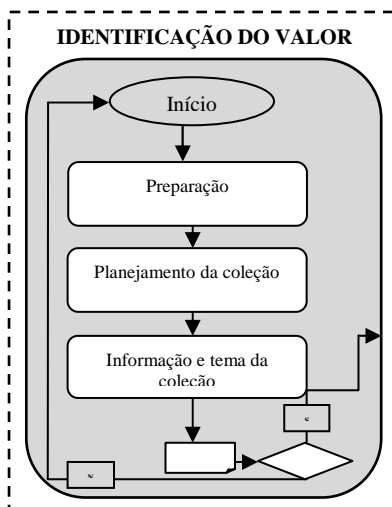 IDENTIFICAÇÃO DO VALOR
Início
Preparação
Planejamento da coleção
Informação e tema da
coleção